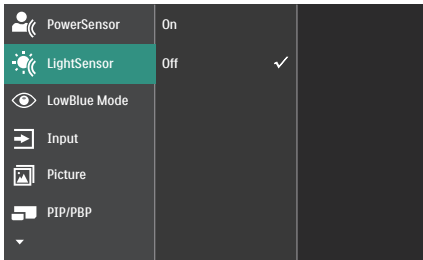 PowerSensor
On
LightSensor
Off
LowBlue Mode
Input
Picture
PIP/PBP